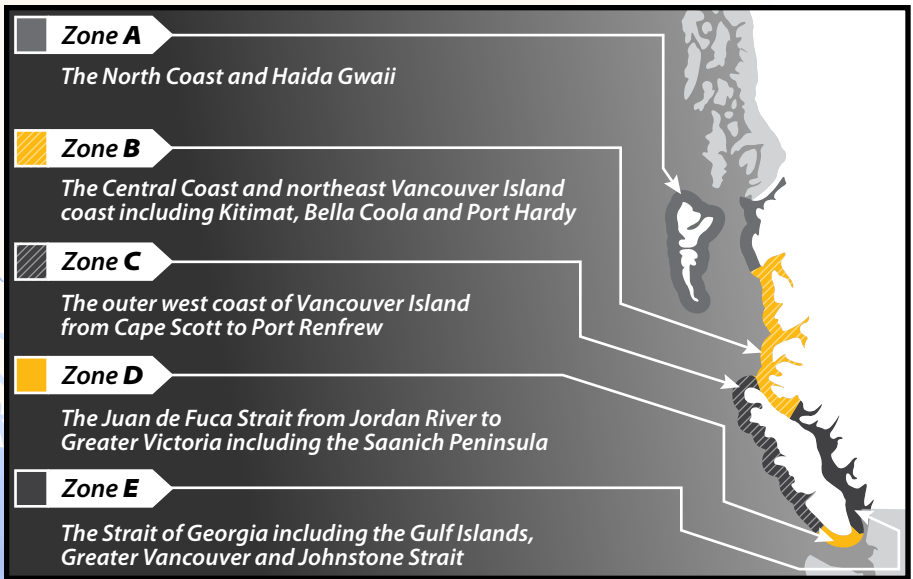 Zone A
The North Coast and Haida Gwaii
Zone B
The Central Coast and northeast Vancouver Island
coast including Kitimat, Bella Coola and Port Hardy
Zone C
The outer west coast of Vancouver Island
from Cape Scott to Port Renfrew
Zone D
The Juan de Fuca Strait from Jordan River to
Greater Victoria including the Saanich Peninsula
Zone E
The Strait of Georgia including the Gulf Islands,
Greater Vancouver and Johnstone Strait